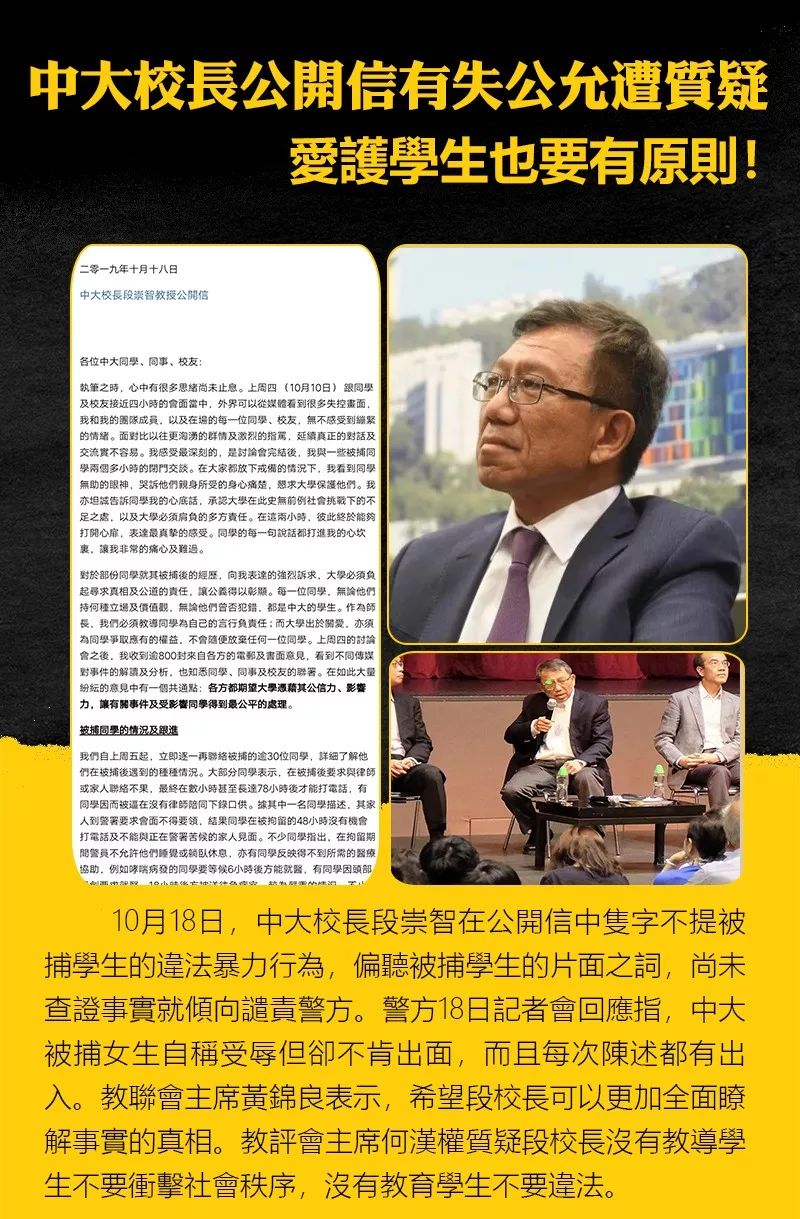 中大校長公開信有失公允遭質疑
愛護學生也要有原則！
二零一九年十月十八日
中大校長段崇智教授公開信
各位中大同學、同事、校友：
執筆之時，心中有很多思緒尚未止息。上周四 （10月10日） 跟同學
及校友接近四小時的會面當中，外界可以從媒體看到很多失控畫面，
我和我的團隊成員，以及在場的每一位同學、校友，無不感受到繃緊
的情緒。面對比以往更洶湧的群情及激烈的指罵，延續真正的對話及
交流實不容易。我感受最深刻的，是討論會完結後，我與一些被捕同
學兩個多小時的閉門交談。在大家都放下戒備的情況下，我看到同學
無助的眼神，哭訴他們親身所受的身心痛楚，懇求大學保護他們。我
亦坦誠告訴同學我的心底話，承認大學在此史無前例社會挑戰下的不
足之處，以及大學必須肩負的多方責任。在這兩小時，彼此終於能夠
打開心扉，表達最真摯的感受。同學的每一句說話都打進我的心坎
裏，讓我非常的痛心及難過。
對於部份同學就其被捕後的經歷，向我表達的強烈訴求，大學必須負
起尋求真相及公道的責任，讓公義得以彰顯。每一位同學，無論他們
持何種立場及價值觀，無論他們曾否犯錯，都是中大的學生。作為師
長，我們必須教導同學為自己的言行負責任；而大學出於關愛，亦須
為同學爭取應有的權益，不會隨便放棄任何一位同學。上周四的討論
會之後，我收到逾800封來自各方的電郵及書面意見，看到不同傳媒
對事件的解讀及分析，也知悉同學、同事及校友的聯署。在如此大量
紛紜的意見中有一個共通點：各方都期望大學憑藉其公信力、影響
力，讓有關事件及受影響同學得到最公平的處理。
被捕同學的情況及跟進
我們自上周五起，立即逐一再聯絡被捕的逾30位同學，詳細了解他
們在被捕後遇到的種種情況。大部分同學表示，在被捕後要求與律師
或家人聯絡不果，最終在數小時甚至長達78小時後才能打電話，有
同學因而被逼在沒有律師陪同下錄口供。據其中一名同學描述，其家
人到警署要求會面不得要領，結果同學在被拘留的48小時沒有機會
打電話及不能與正在警署苦候的家人見面。不少同學指出，在拘留期
間警員不允許他們睡覺或躺臥休息，亦有同學反映得不到所需的醫療
協助，例如哮喘病發的同學要等候6小時後方能就醫，有同學因頭部
10月18日，中大校長段崇智在公開信中隻字不提被
捕學生的違法暴力行為，偏聽被捕學生的片面之詞，尚未
查證事實就傾向譴責警方。警方18日記者會回應指，中大
被捕女生自稱受辱但卻不肯出面，而且每次陳述都有出
入。教聯會主席黃錦良表示，希望段校長可以更加全面瞭
解事實的真相。教評會主席何漢權質疑段校長沒有教導學
生不要衝擊社會秩序，沒有教育學生不要違法。